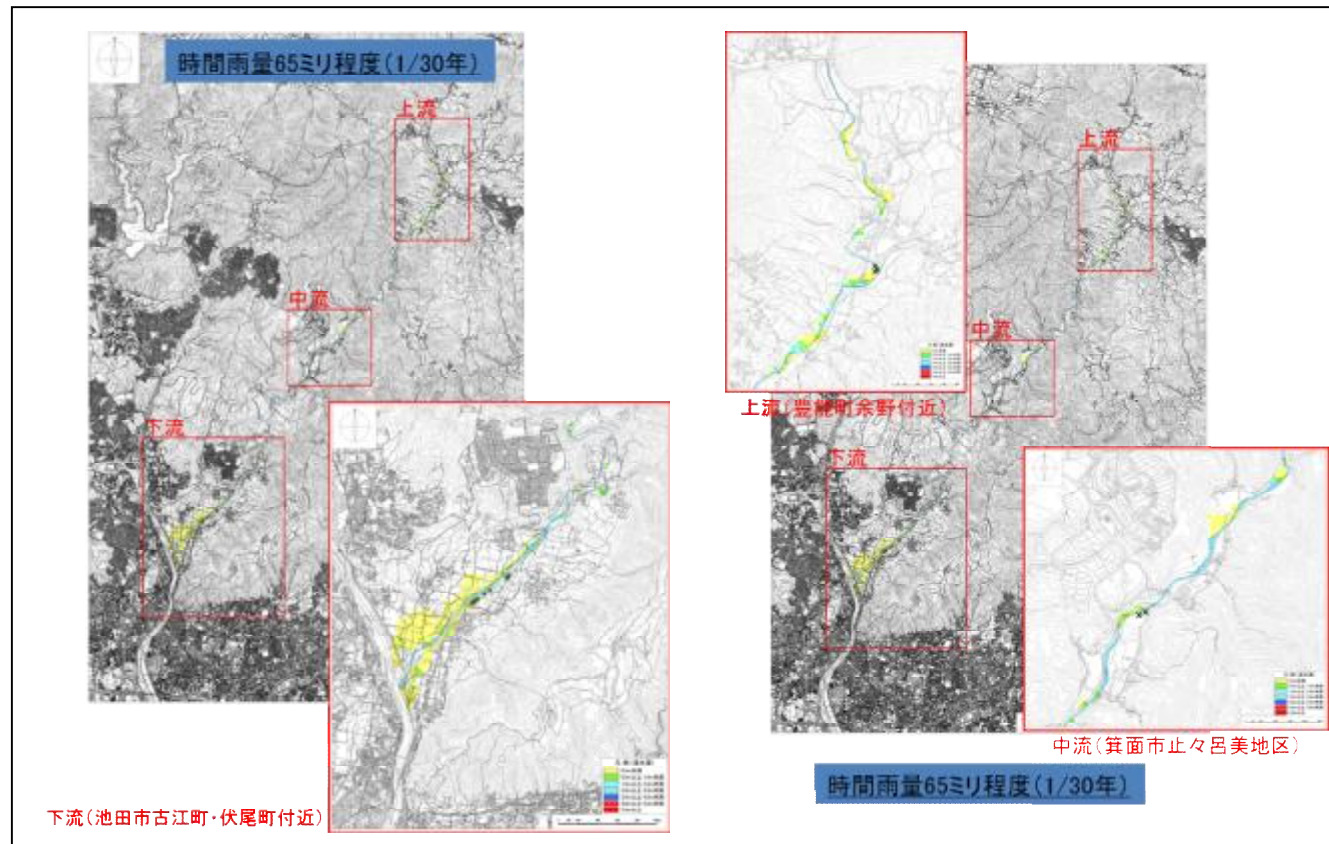 時間雨量65ミリ程度(1/30年)
上流
中流
下流
下流(池田市古江町・伏尾町付近)
上流
上流(豊能町余野付近)
中流
下流
中流(箕面市止々呂美地区)
時間雨量65ミリ程度(1/30年)